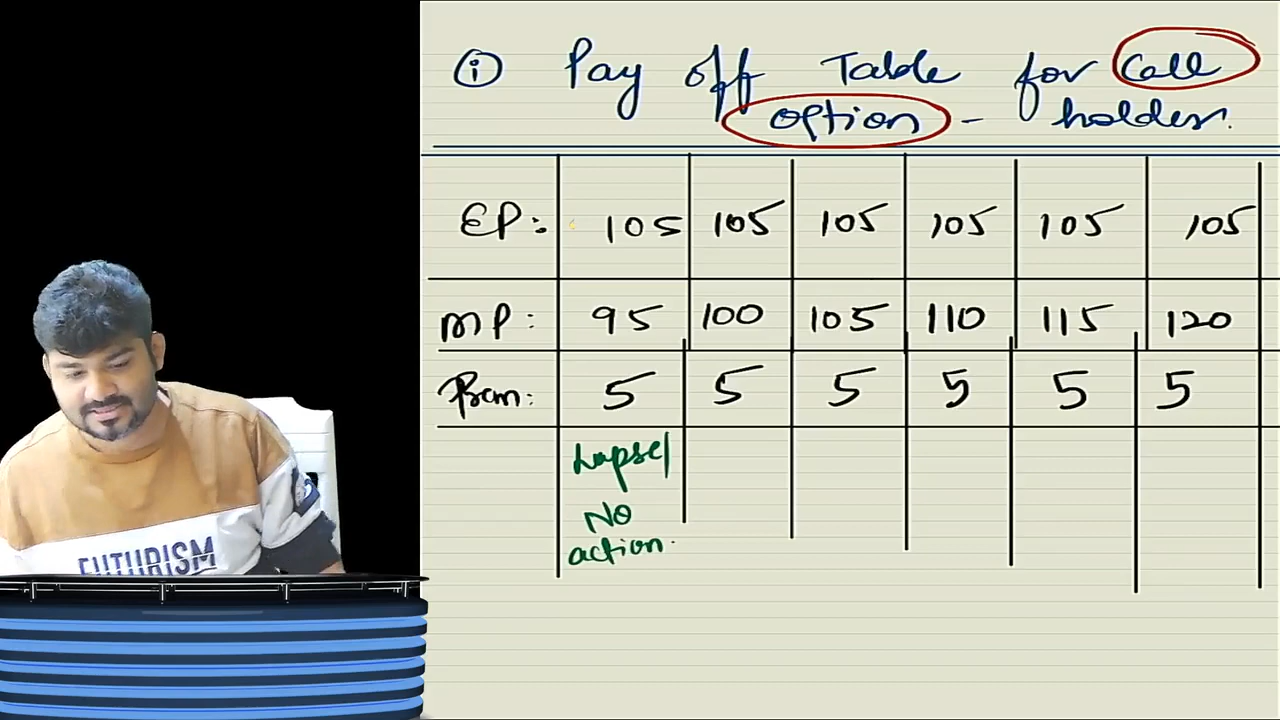 (i) Pay off Table for Call
option - holder.
EP: 105 105 105 105 105 105
MP: 95 100 105 110 115 120
Prem: 5 5 5 5 5 5
Lapse/
No
action.
FUTURISM